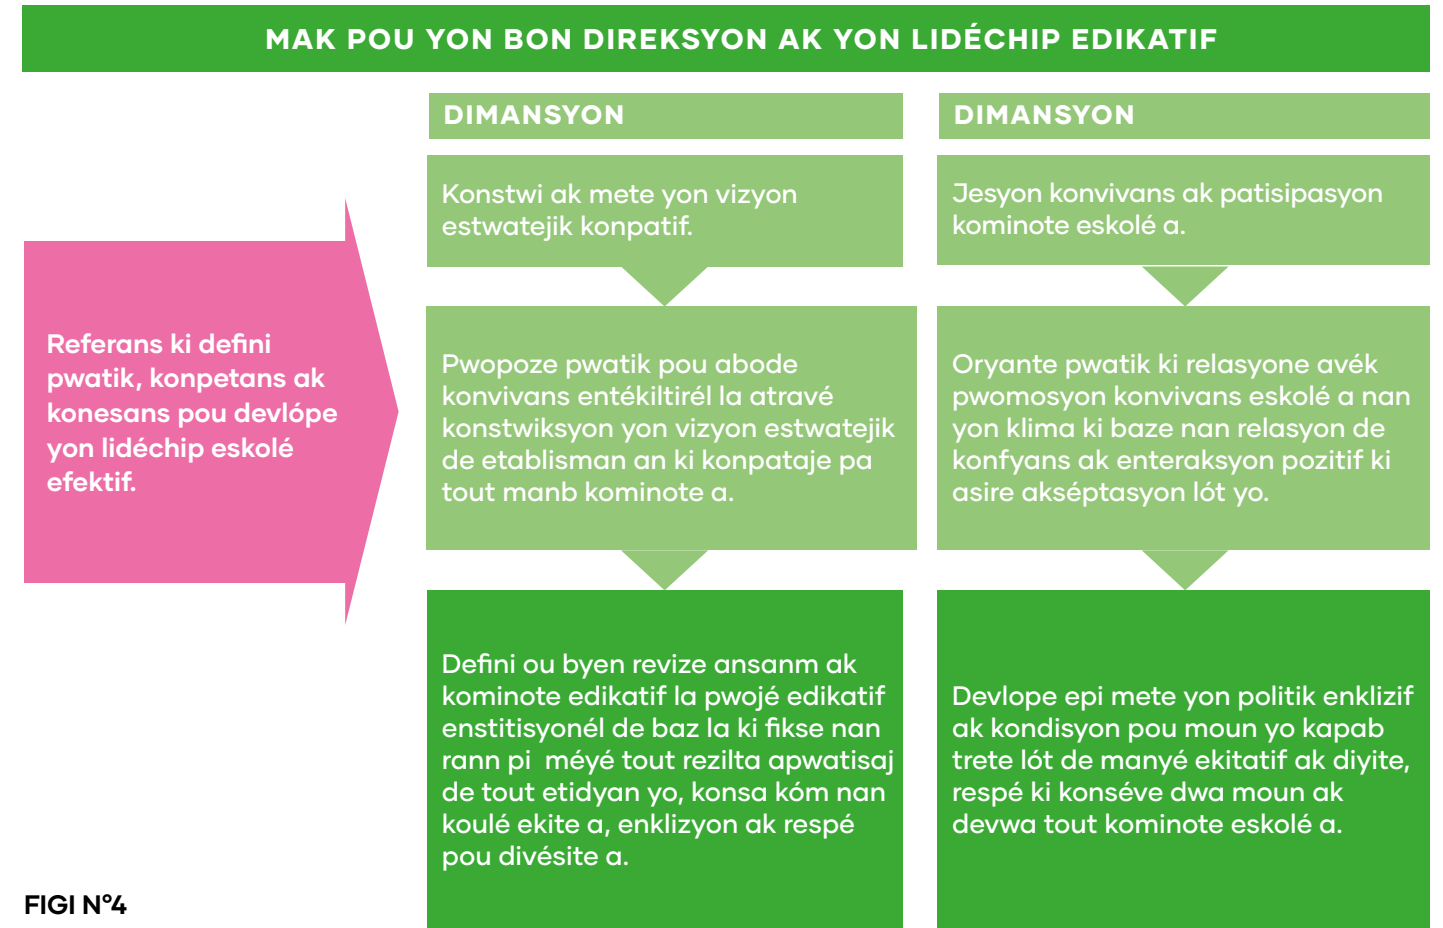 MAK POU YON BON DIREKSYON AK YON LIDÉCHIP EDIKATIF
Referans ki defini
pwatik, konpetans ak
konesans pou devlópe
yon lidéchip eskolé
efektif.
DIMANSYON
Konstwi ak mete yon vizyon
estwatejik konpatif.
Pwopoze pwatik pou abode
konvivans entékiltirél la atravé
konstwiksyon yon vizyon estwatejik
de etablisman an ki konpataje pa
tout manb kominote a.
Defini ou byen revize ansanm ak
kominote edikatif la pwojé edikatif
enstitisyonél de baz la ki fikse nan
rann pi  méyé tout rezilta apwatisaj
de tout etidyan yo, konsa kóm nan
koulé ekite a, enklizyon ak respé
pou divésite a.
DIMANSYON
Jesyon konvivans ak patisipasyon
kominote eskolé a.
Oryante pwatik ki relasyone avék
pwomosyon konvivans eskolé a nan
yon klima ki baze nan relasyon de
konfyans ak enteraksyon pozitif ki
asire akséptasyon lót yo.
Devlope epi mete yon politik enklizif
ak kondisyon pou moun yo kapab
trete lót de manyé ekitatif ak diyite,
respé ki konséve dwa moun ak
devwa tout kominote eskolé a.
FIGI N°4